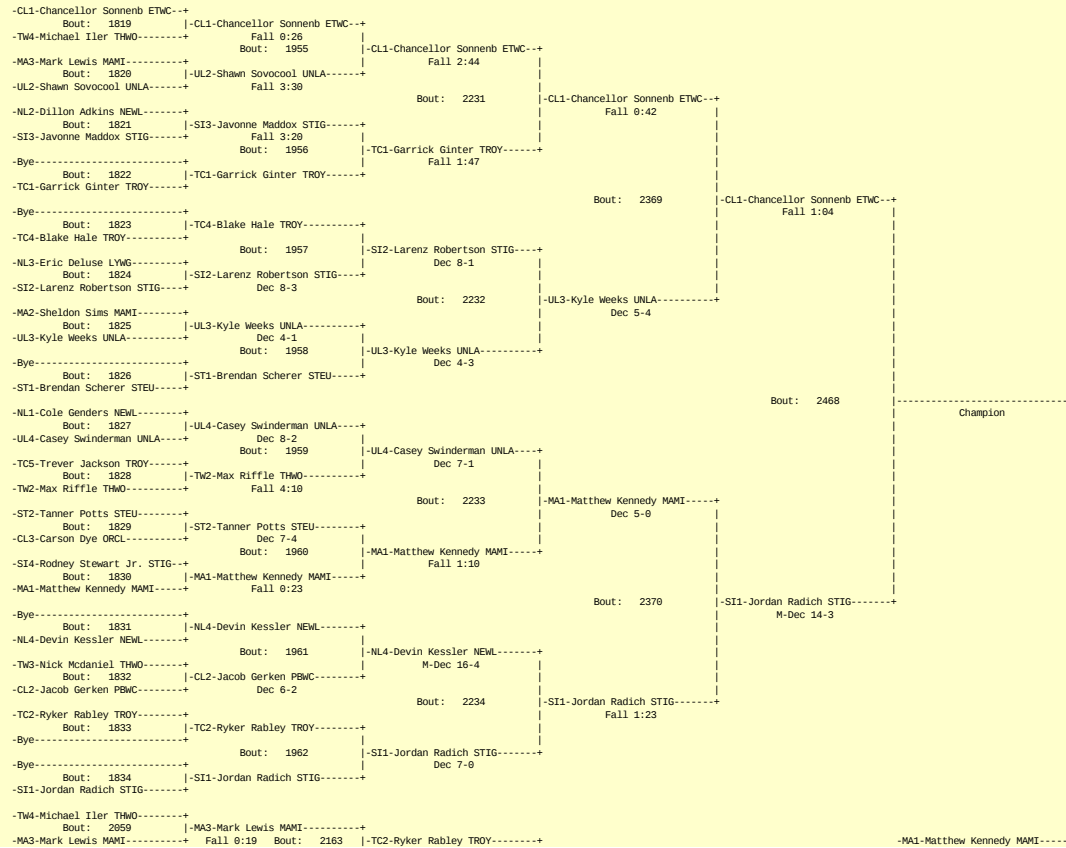 -CL1-Chancellor Sonnenb ETWC--+
Bout: 1819 |-CL1-Chancellor Sonnenb ETWC--+
-TW4-Michael Iler THWO--------+ Fall 0:26 |
Bout: 1955 |-CL1-Chancellor Sonnenb ETWC--+
-MA3-Mark Lewis MAMI----------+ | Fall 2:44 |
Bout: 1820 |-UL2-Shawn Sovocool UNLA------+ |
-UL2-Shawn Sovocool UNLA------+ Fall 3:30 |
Bout: 2231 |-CL1-Chancellor Sonnenb ETWC--+
-NL2-Dillon Adkins NEWL-------+ | Fall 0:42 |
Bout: 1821 |-SI3-Javonne Maddox STIG------+ | |
-SI3-Javonne Maddox STIG------+ Fall 3:20 | | |
Bout: 1956 |-TC1-Garrick Ginter TROY------+ |
-Bye--------------------------+ | Fall 1:47 |
Bout: 1822 |-TC1-Garrick Ginter TROY------+ |
-TC1-Garrick Ginter TROY------+ |
Bout: 2369 |-CL1-Chancellor Sonnenb ETWC--+
-Bye--------------------------+ | Fall 1:04 |
Bout: 1823 |-TC4-Blake Hale TROY----------+ | |
-TC4-Blake Hale TROY----------+ | | |
Bout: 1957 |-SI2-Larenz Robertson STIG----+ | |
-NL3-Eric Deluse LYWG---------+ | Dec 8-1 | | |
Bout: 1824 |-SI2-Larenz Robertson STIG----+ | | |
-SI2-Larenz Robertson STIG----+ Dec 8-3 | | |
Bout: 2232 |-UL3-Kyle Weeks UNLA----------+ |
-MA2-Sheldon Sims MAMI--------+ | Dec 5-4 |
Bout: 1825 |-UL3-Kyle Weeks UNLA----------+ | |
-UL3-Kyle Weeks UNLA----------+ Dec 4-1 | | |
Bout: 1958 |-UL3-Kyle Weeks UNLA----------+ |
-Bye--------------------------+ | Dec 4-3 |
Bout: 1826 |-ST1-Brendan Scherer STEU-----+ |
-ST1-Brendan Scherer STEU-----+ |
Bout: 2468 |------------------------------
-NL1-Cole Genders NEWL--------+ | Champion
Bout: 1827 |-UL4-Casey Swinderman UNLA----+ |
-UL4-Casey Swinderman UNLA----+ Dec 8-2 | |
Bout: 1959 |-UL4-Casey Swinderman UNLA----+ |
-TC5-Trever Jackson TROY------+ | Dec 7-1 | |
Bout: 1828 |-TW2-Max Riffle THWO----------+ | |
-TW2-Max Riffle THWO----------+ Fall 4:10 | |
Bout: 2233 |-MA1-Matthew Kennedy MAMI-----+ |
-ST2-Tanner Potts STEU--------+ | Dec 5-0 | |
Bout: 1829 |-ST2-Tanner Potts STEU--------+ | | |
-CL3-Carson Dye ORCL----------+ Dec 7-4 | | | |
Bout: 1960 |-MA1-Matthew Kennedy MAMI-----+ | |
-SI4-Rodney Stewart Jr. STIG--+ | Fall 1:10 | |
Bout: 1830 |-MA1-Matthew Kennedy MAMI-----+ | |
-MA1-Matthew Kennedy MAMI-----+ Fall 0:23 | |
Bout: 2370 |-SI1-Jordan Radich STIG-------+
-Bye--------------------------+ | M-Dec 14-3
Bout: 1831 |-NL4-Devin Kessler NEWL-------+ |
-NL4-Devin Kessler NEWL-------+ | |
Bout: 1961 |-NL4-Devin Kessler NEWL-------+ |
-TW3-Nick Mcdaniel THWO-------+ | M-Dec 16-4 | |
Bout: 1832 |-CL2-Jacob Gerken PBWC--------+ | |
-CL2-Jacob Gerken PBWC--------+ Dec 6-2 | |
Bout: 2234 |-SI1-Jordan Radich STIG-------+
-TC2-Ryker Rabley TROY--------+ | Fall 1:23
Bout: 1833 |-TC2-Ryker Rabley TROY--------+ |
-Bye--------------------------+ | |
Bout: 1962 |-SI1-Jordan Radich STIG-------+
-Bye--------------------------+ | Dec 7-0
Bout: 1834 |-SI1-Jordan Radich STIG-------+
-SI1-Jordan Radich STIG-------+
-TW4-Michael Iler THWO--------+
Bout: 2059 |-MA3-Mark Lewis MAMI----------+
-MA3-Mark Lewis MAMI----------+ Fall 0:19 Bout: 2163 |-TC2-Ryker Rabley TROY--------+ -MA1-Matthew Kennedy MAMI-----